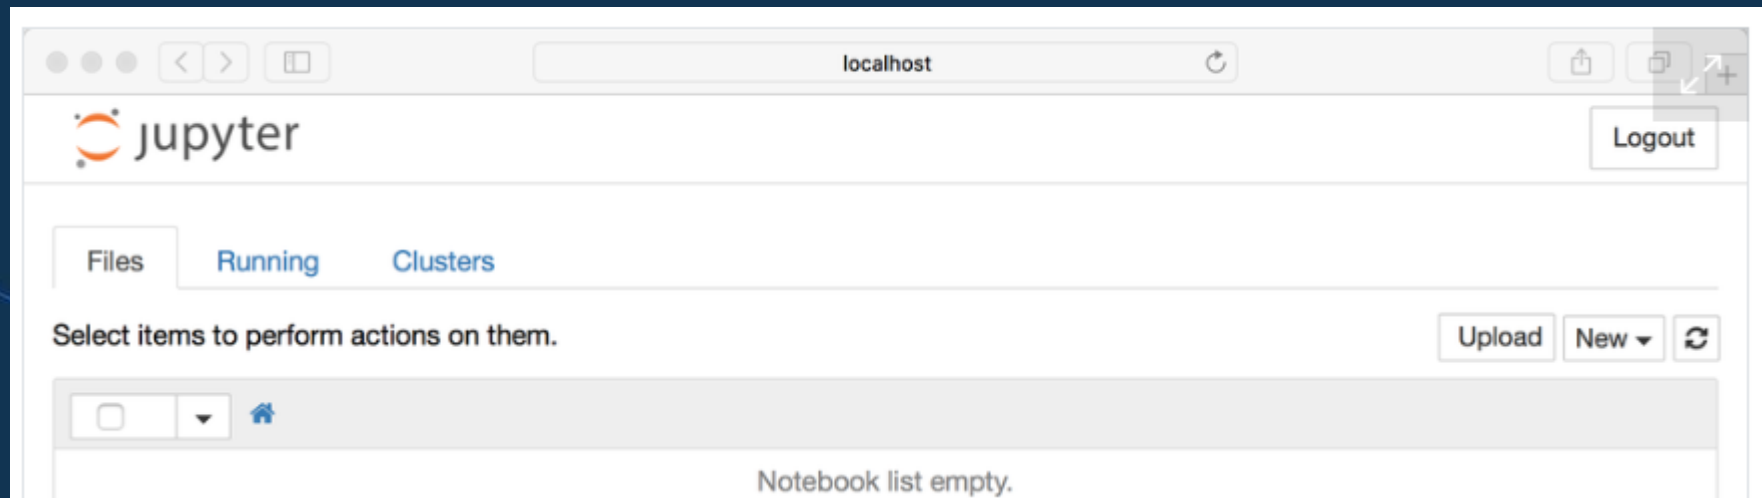 localhost
jupyter
Logout
Files Running Clusters
Select items to perform actions on them.
Upload New
Notebook list empty.